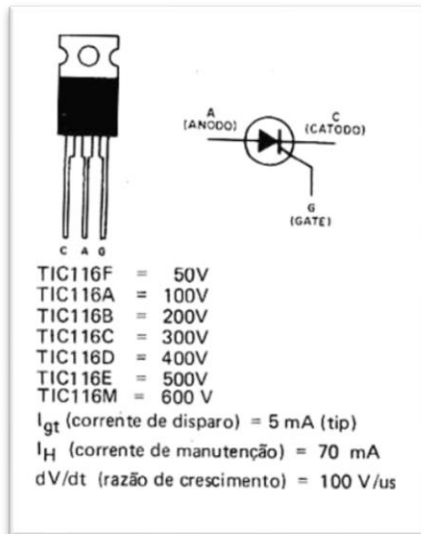 A
(ANODO)
C
(CATODO)
G
(GATE)
C A G
TIC116F = 50V
TIC116A = 100V
TIC116B = 200V
TIC116C = 300V
TIC116D = 400V
TIC116E = 500V
TIC116M = 600 V
Igt (corrente de disparo) = 5 mA (tip)
IH (corrente de manutenção) = 70 mA
dV/dt (razão de crescimento) = 100 V/us